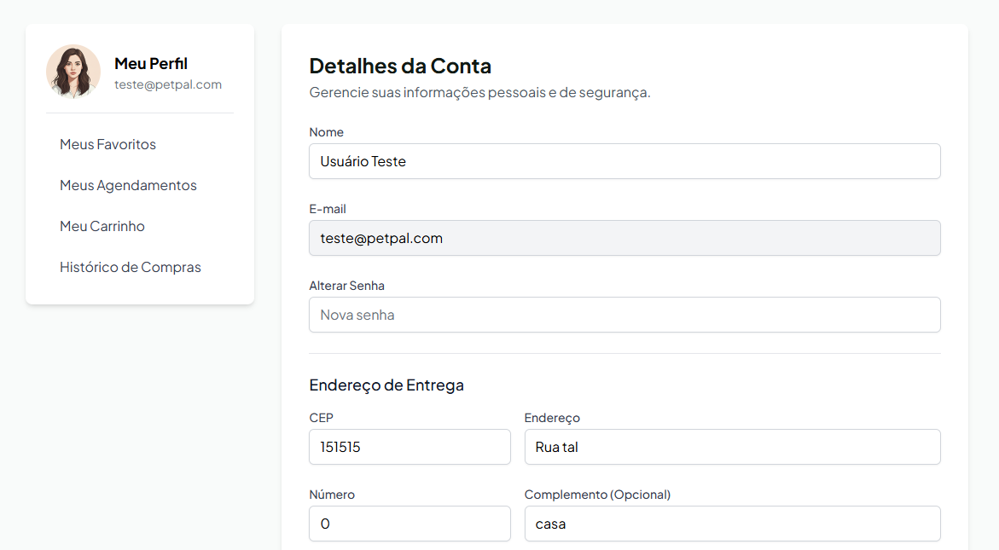 Meu Perfil
teste@petpal.com
Meus Favoritos
Meus Agendamentos
Meu Carrinho
Histórico de Compras
Detalhes da Conta
Gerencie suas informações pessoais e de segurança.
Nome
Usuário Teste
E-mail
teste@petpal.com
Alterar Senha
Nova senha
Endereço de Entrega
CEP
151515
Endereço
Rua tal
Número
0
Complemento (Opcional)
casa